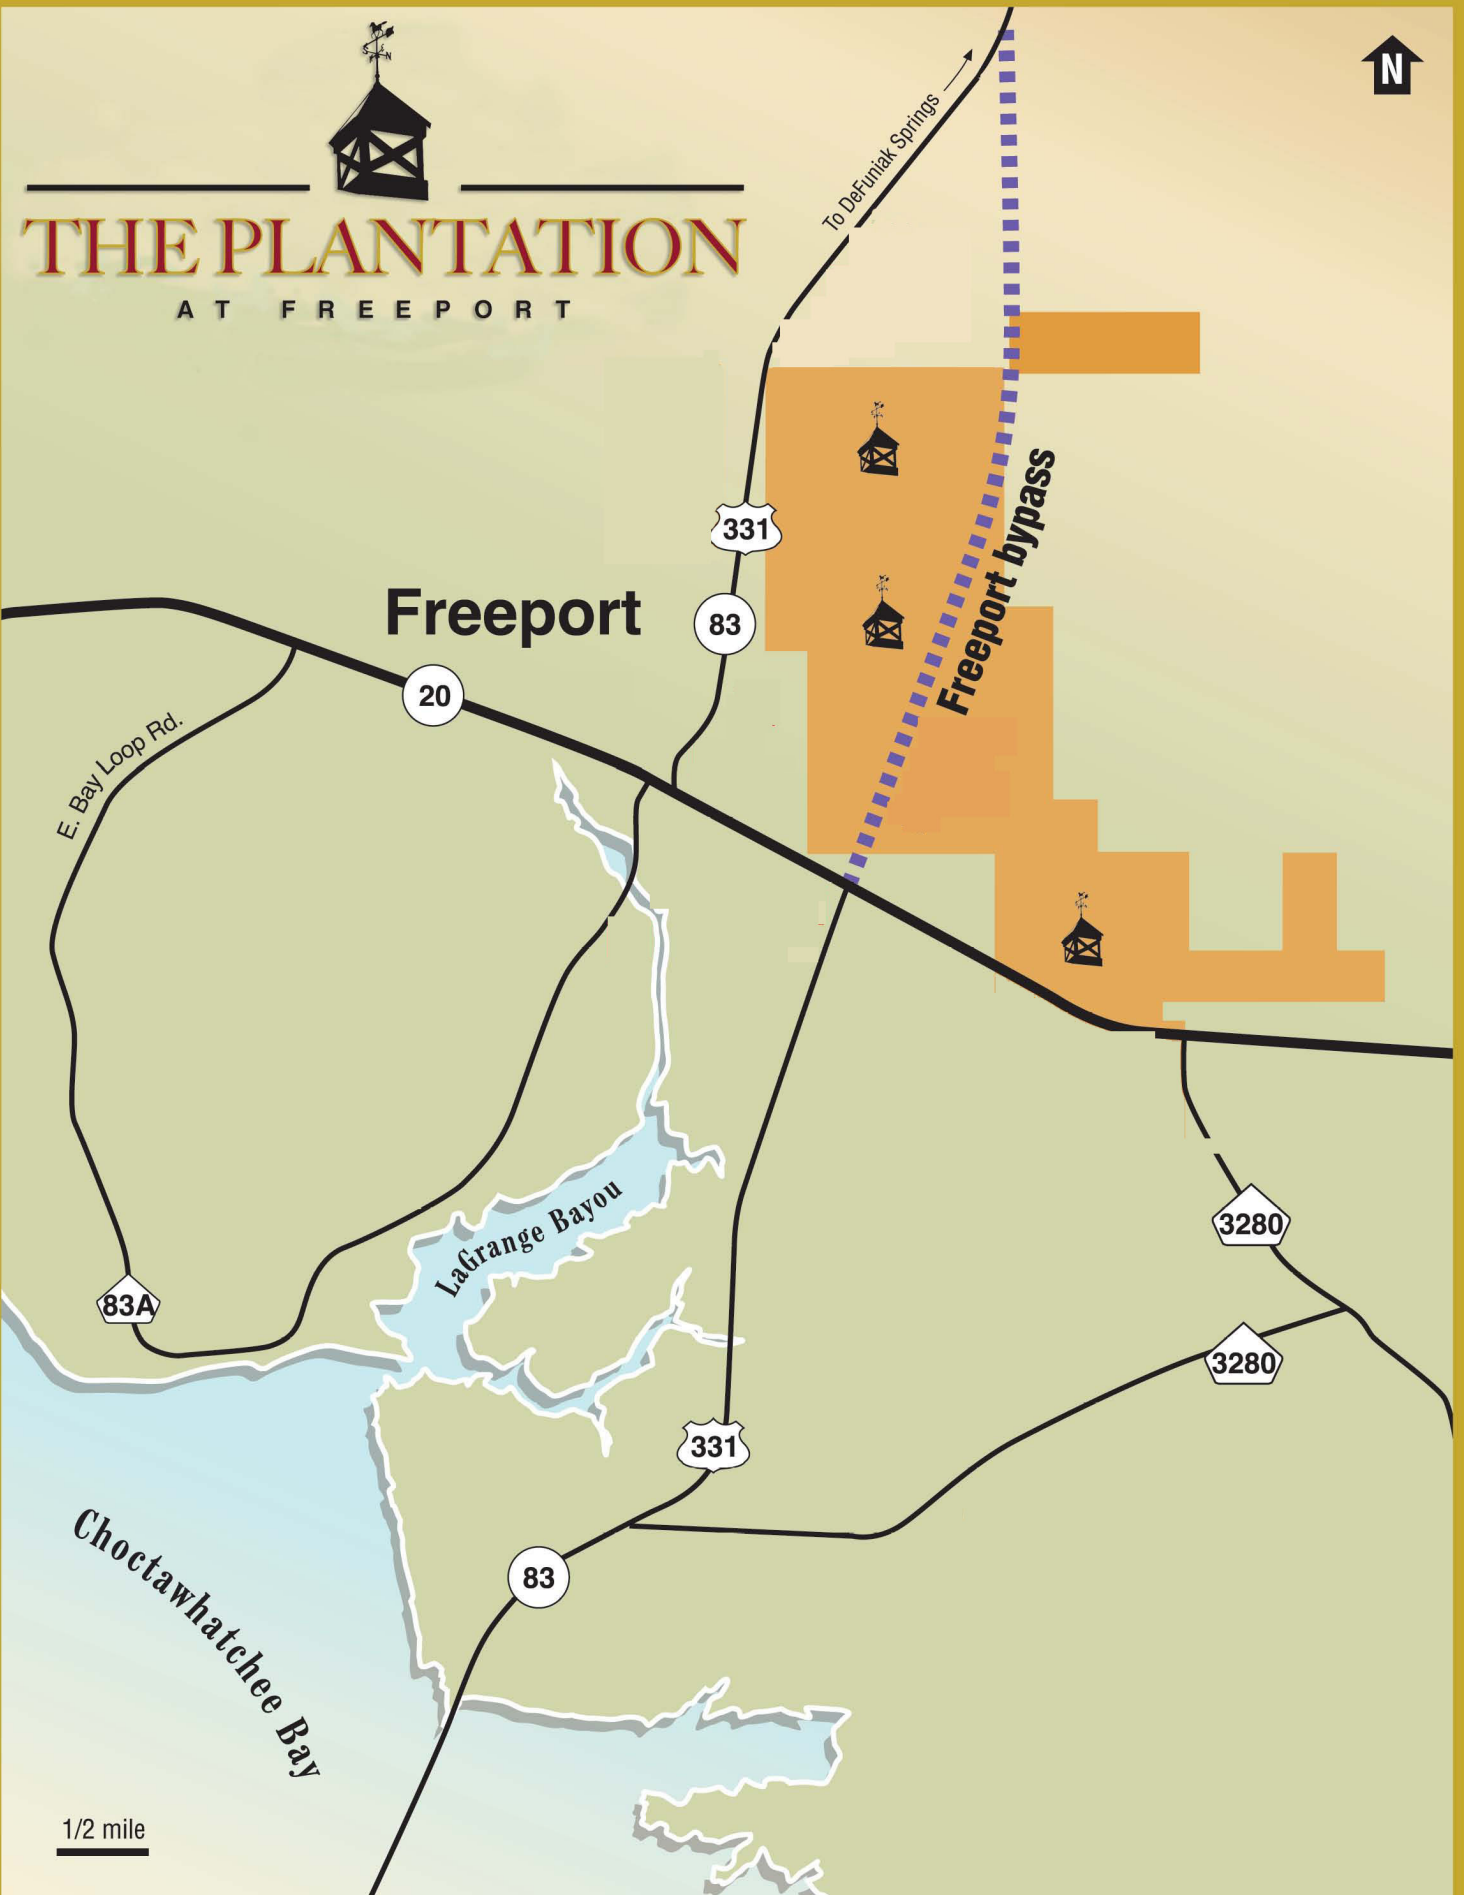 N
To DeFuniak Springs
THE PLANTATION
AT FREEPORT
331
Freeport bypass
Freeport
83
20
E. Bay Loop Rd.
LaGrange Bayou
3280
83A
3280
331
83
Choctawhatchee Bay
1/2 mile